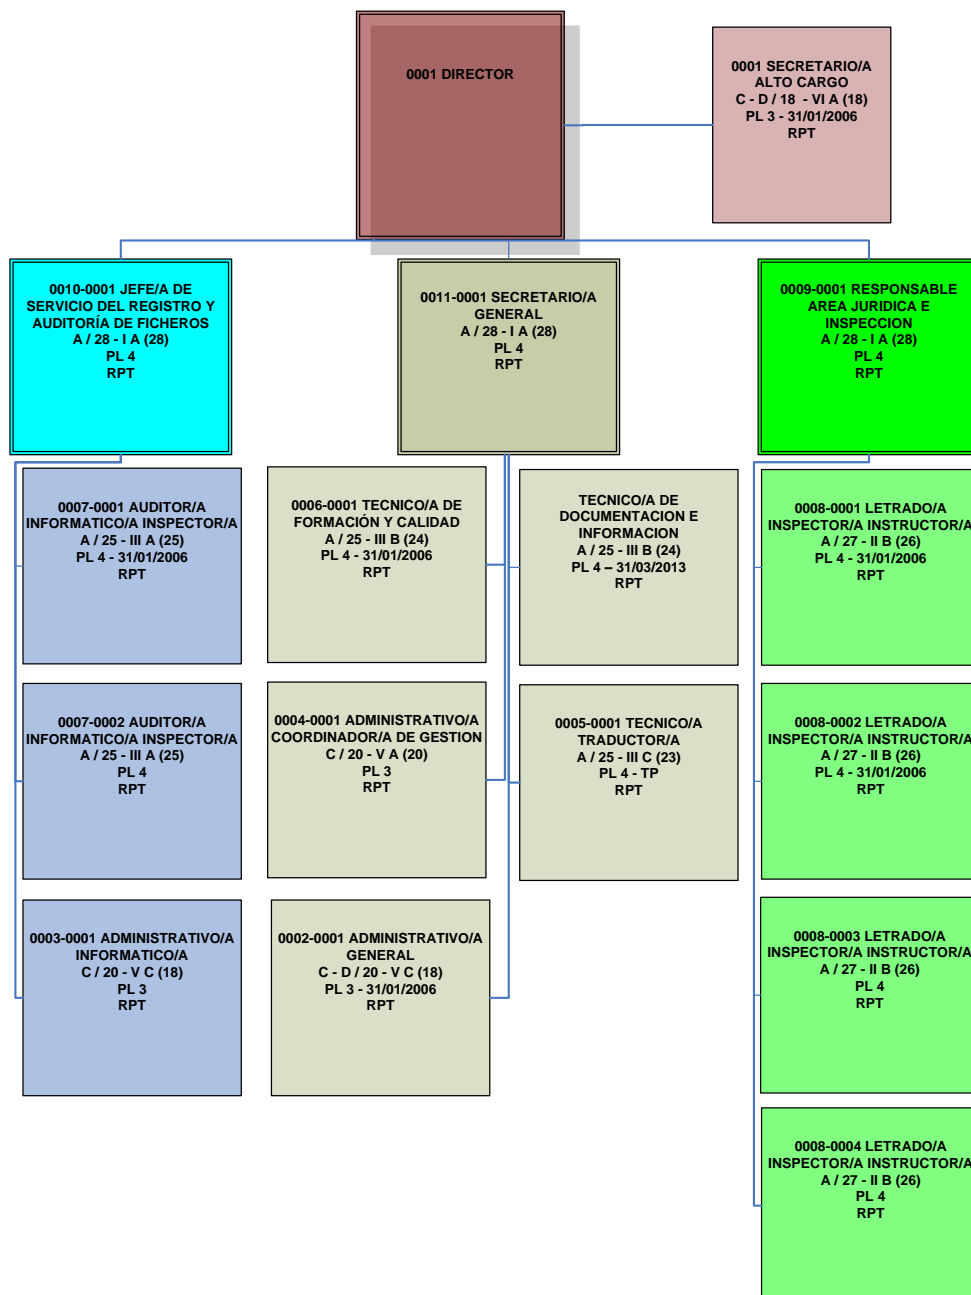 0001 DIRECTOR
0001 SECRETARIO/A
ALTO CARGO
C - D / 18 - VI A (18)
PL 3 - 31/01/2006
RPT
0010-0001 JEFE/A DE
SERVICIO DEL REGISTRO Y
AUDITORÍA DE FICHEROS
A / 28 - I A (28)
PL 4
RPT
0011-0001 SECRETARIO/A
GENERAL
A / 28 - I A (28)
PL 4
RPT
0009-0001 RESPONSABLE
AREA JURIDICA E
INSPECCION
A / 28 - I A (28)
PL 4
RPT
0007-0001 AUDITOR/A
INFORMATICO/A INSPECTOR/A
A / 25 - III A (25)
PL 4 - 31/01/2006
RPT
0006-0001 TECNICO/A DE
FORMACIÓN Y CALIDAD
A / 25 - III B (24)
PL 4 - 31/01/2006
RPT
TECNICO/A DE
DOCUMENTACION E
INFORMACION
A / 25 - III B (24)
PL 4 – 31/03/2013
RPT
0008-0001 LETRADO/A
INSPECTOR/A INSTRUCTOR/A
A / 27 - II B (26)
PL 4 - 31/01/2006
RPT
0007-0002 AUDITOR/A
INFORMATICO/A INSPECTOR/A
A / 25 - III A (25)
PL 4
RPT
0004-0001 ADMINISTRATIVO/A
COORDINADOR/A DE GESTION
C / 20 - V A (20)
PL 3
RPT
0005-0001 TECNICO/A
TRADUCTOR/A
A / 25 - III C (23)
PL 4 - TP
RPT
0008-0002 LETRADO/A
INSPECTOR/A INSTRUCTOR/A
A / 27 - II B (26)
PL 4 - 31/01/2006
RPT
0003-0001 ADMINISTRATIVO/A
INFORMATICO/A
C / 20 - V C (18)
PL 3
RPT
0002-0001 ADMINISTRATIVO/A
GENERAL
C - D / 20 - V C (18)
PL 3 - 31/01/2006
RPT
0008-0003 LETRADO/A
INSPECTOR/A INSTRUCTOR/A
A / 27 - II B (26)
PL 4
RPT
0008-0004 LETRADO/A
INSPECTOR/A INSTRUCTOR/A
A / 27 - II B (26)
PL 4
RPT